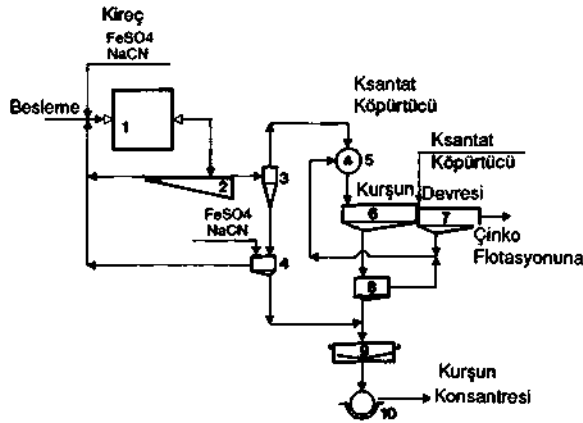 Kireç
FeSO4
NaCN
Besleme
1
2
3
Ksantat
Köpürtücü
5
Ksantat
Köpürtücü
Kurşun Devresi
6
7
Çinko
Flotasyonuna
FeSO4
NaCN
4
8
9
Kurşun
Konsantresi
10